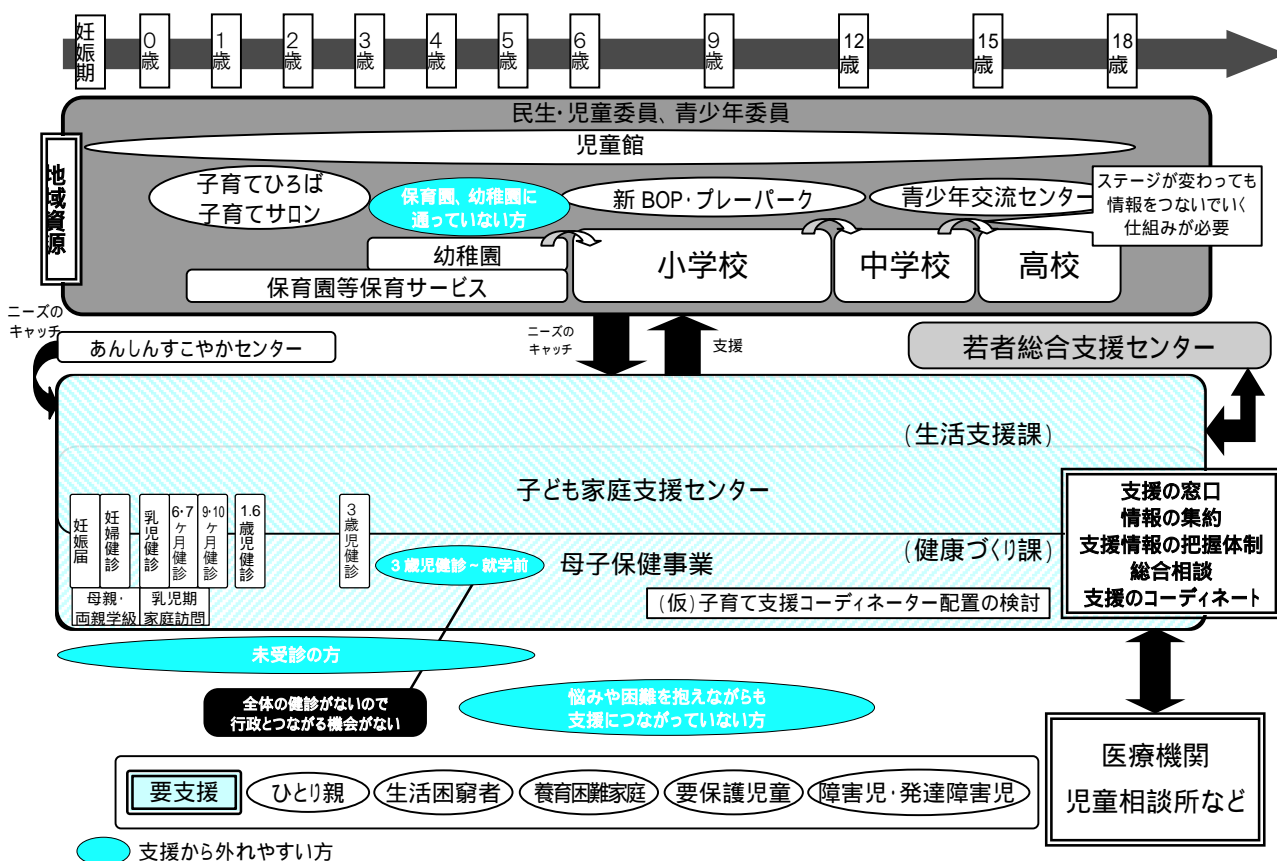 妊娠期
0歳
1歳
2歳
3歳
4歳
5歳
6歳
9歳
12歳
15歳
18歳
民生・児童委員、青少年委員
児童館
地域資源
子育てひろば
子育てサロン
保育園、幼稚園に
通っていない方
新BOP・プレーパーク
青少年交流センター
ステージが変わっても
情報をつないでいく
仕組みが必要
幼稚園
保育園等保育サービス
小学校
中学校
高校
ニーズの
キャッチ
あんしんすこやかセンター
ニーズの
キャッチ
支援
若者総合支援センター
(生活支援課)
子ども家庭支援センター
妊娠届
妊婦健診
乳児健診
6・7ヶ月健診
9・10ヶ月健診
1.6歳児健診
3歳児健診
母親・
両親学級
乳児期
家庭訪問
3歳児健診~就学前
母子保健事業
(健康づくり課)
(仮)子育て支援コーディネーター配置の検討
支援の窓口
情報の集約
支援情報の把握体制
総合相談
支援のコーディネート
未受診の方
全体の健診がないので
行政とつながる機会がない
悩みや困難を抱えながらも
支援につながっていない方
医療機関
児童相談所など
要支援
ひとり親
生活困窮者
養育困難家庭
要保護児童
障害児・発達障害児
支援から外れやすい方